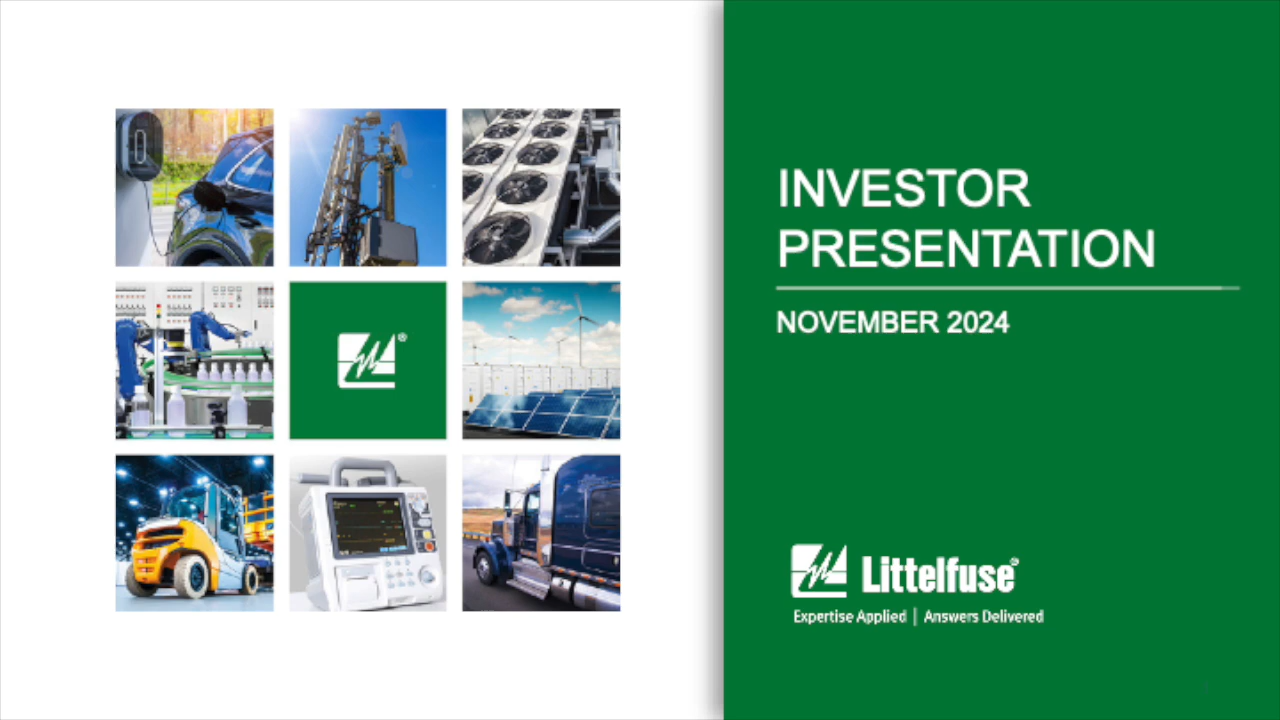 INVESTOR
PRESENTATION
NOVEMBER 2024
Littelfuse®
Expertise Applied | Answers Delivered
®